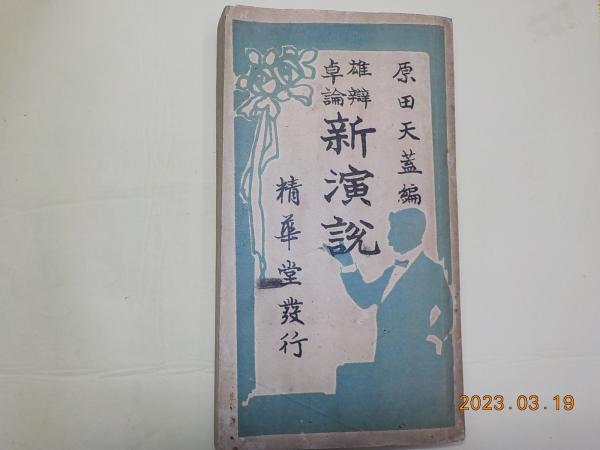 原田天蓋編
雄辯
卓論
新演説
精華堂發行
2023.03.19